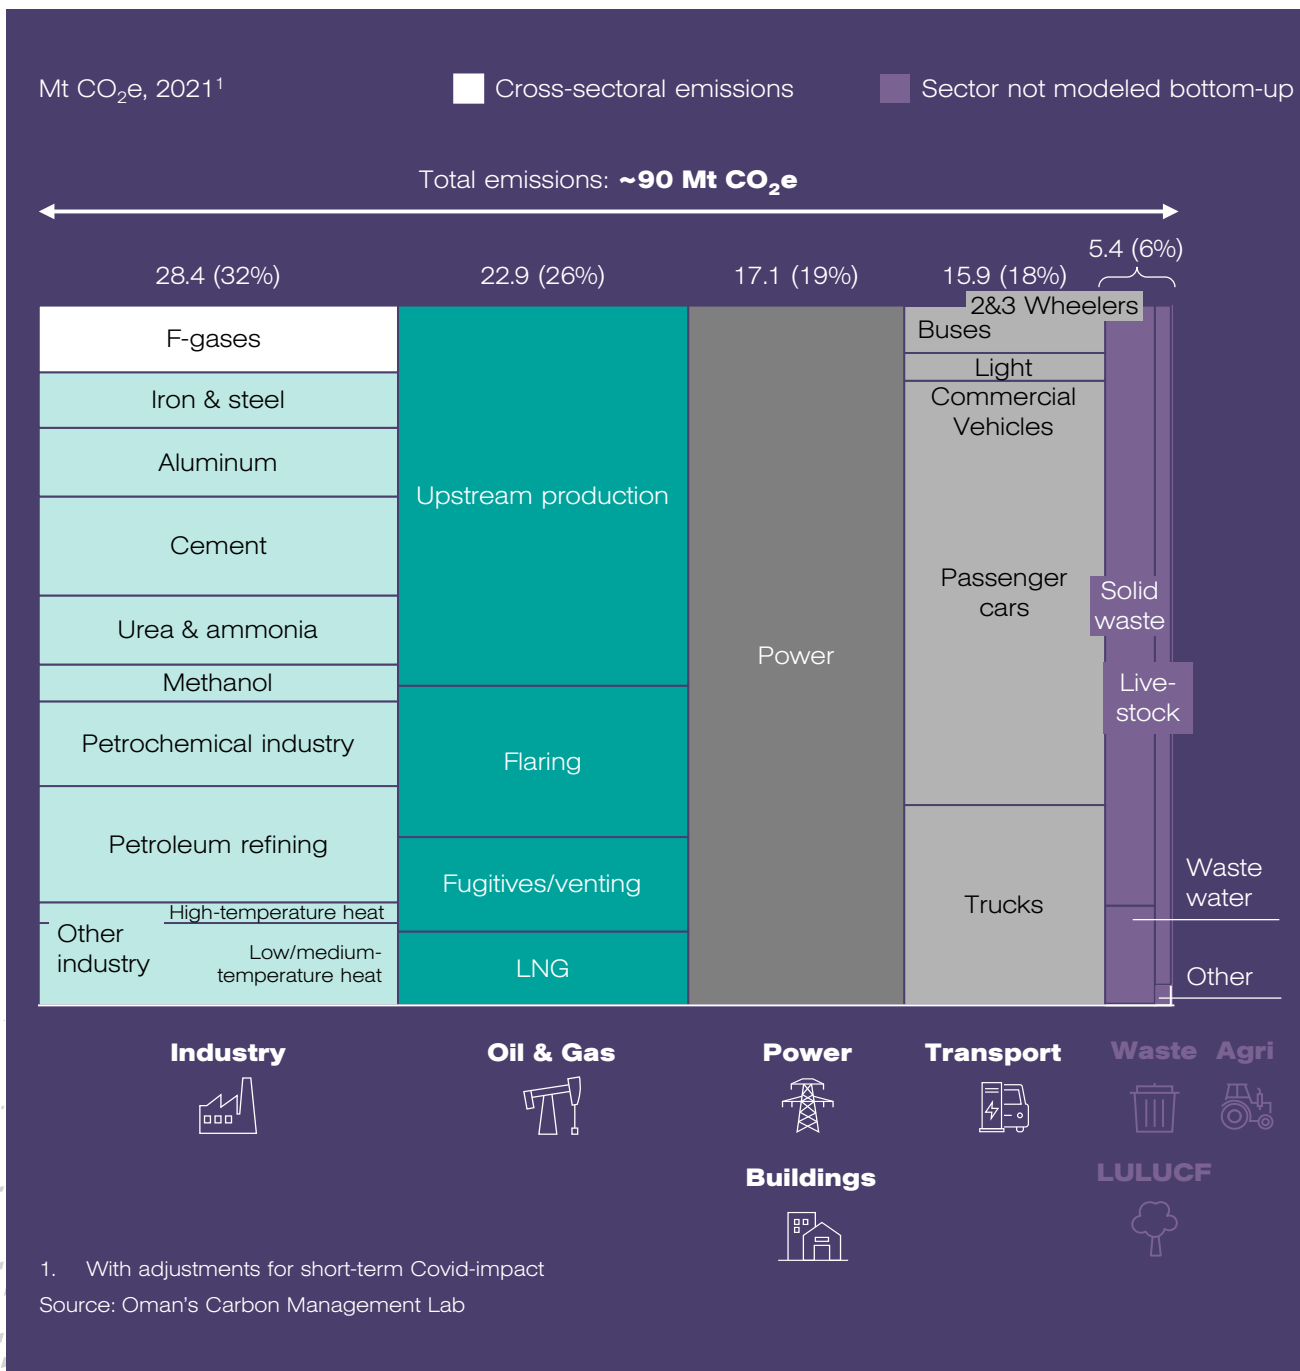 Mt CO₂e, 2021¹
Cross-sectoral emissions
Sector not modeled bottom-up
Total emissions: ~90 Mt CO₂e
28.4 (32%)
22.9 (26%)
17.1 (19%)
15.9 (18%)
5.4 (6%)
F-gases
Iron & steel
Aluminum
Cement
Urea & ammonia
Methanol
Petrochemical industry
Petroleum refining
High-temperature heat
Other
industry
Low/medium-
temperature heat
Upstream production
Flaring
Fugitives/venting
LNG
Power
2&3 Wheelers
Buses
Light
Commercial
Vehicles
Passenger
cars
Trucks
Solid
waste
Live-
stock
Waste
water
Other
Industry
Oil & Gas
Power
Transport
Waste
Agri
Buildings
LULUCF
1. With adjustments for short-term Covid-impact
Source: Oman's Carbon Management Lab